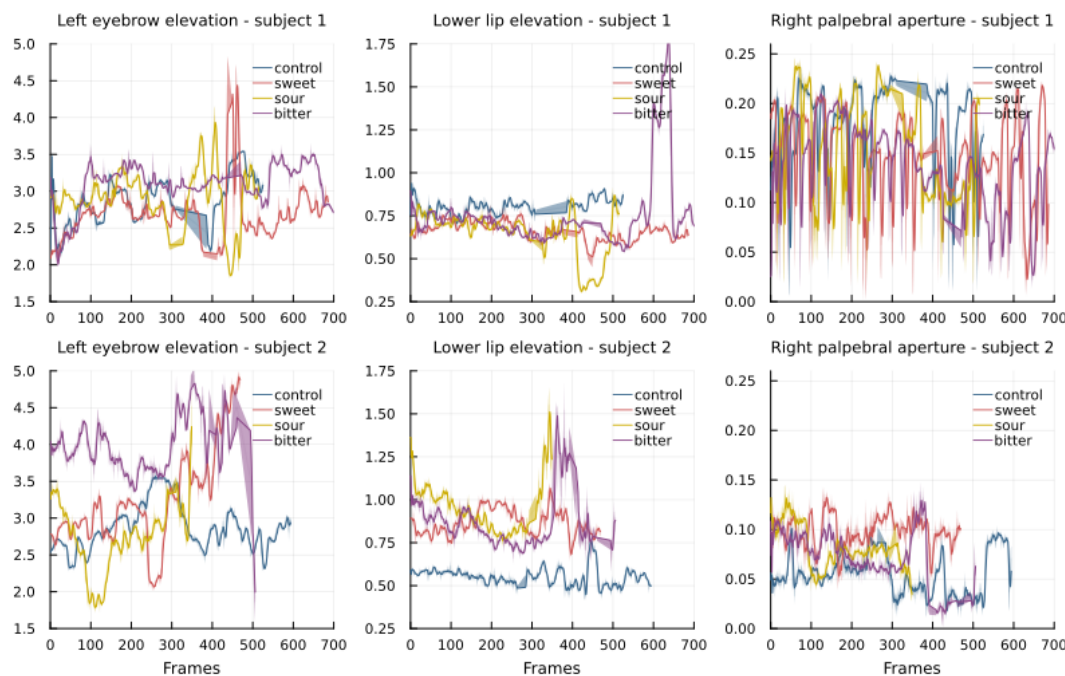 Left eyebrow elevation - subject 1
5.0
4.5
4.0
3.5
3.0
2.5
2.0
1.5
0 100 200 300 400 500 600 700
control
sweet
sour
bitter
Lower lip elevation - subject 1
1.75
1.50
1.25
1.00
0.75
0.50
0.25
0 100 200 300 400 500 600 700
control
sweet
sour
bitter
Right palpebral aperture - subject 1
0.25
0.20
0.15
0.10
0.05
0.00
0 100 200 300 400 500 600 700
control
sweet
sour
bitter
Left eyebrow elevation - subject 2
5.0
4.5
4.0
3.5
3.0
2.5
2.0
1.5
0 100 200 300 400 500 600 700
control
sweet
sour
bitter
Frames
Lower lip elevation - subject 2
1.75
1.50
1.25
1.00
0.75
0.50
0.25
0 100 200 300 400 500 600 700
control
sweet
sour
bitter
Frames
Right palpebral aperture - subject 2
0.25
0.20
0.15
0.10
0.05
0.00
0 100 200 300 400 500 600 700
control
sweet
sour
bitter
Frames